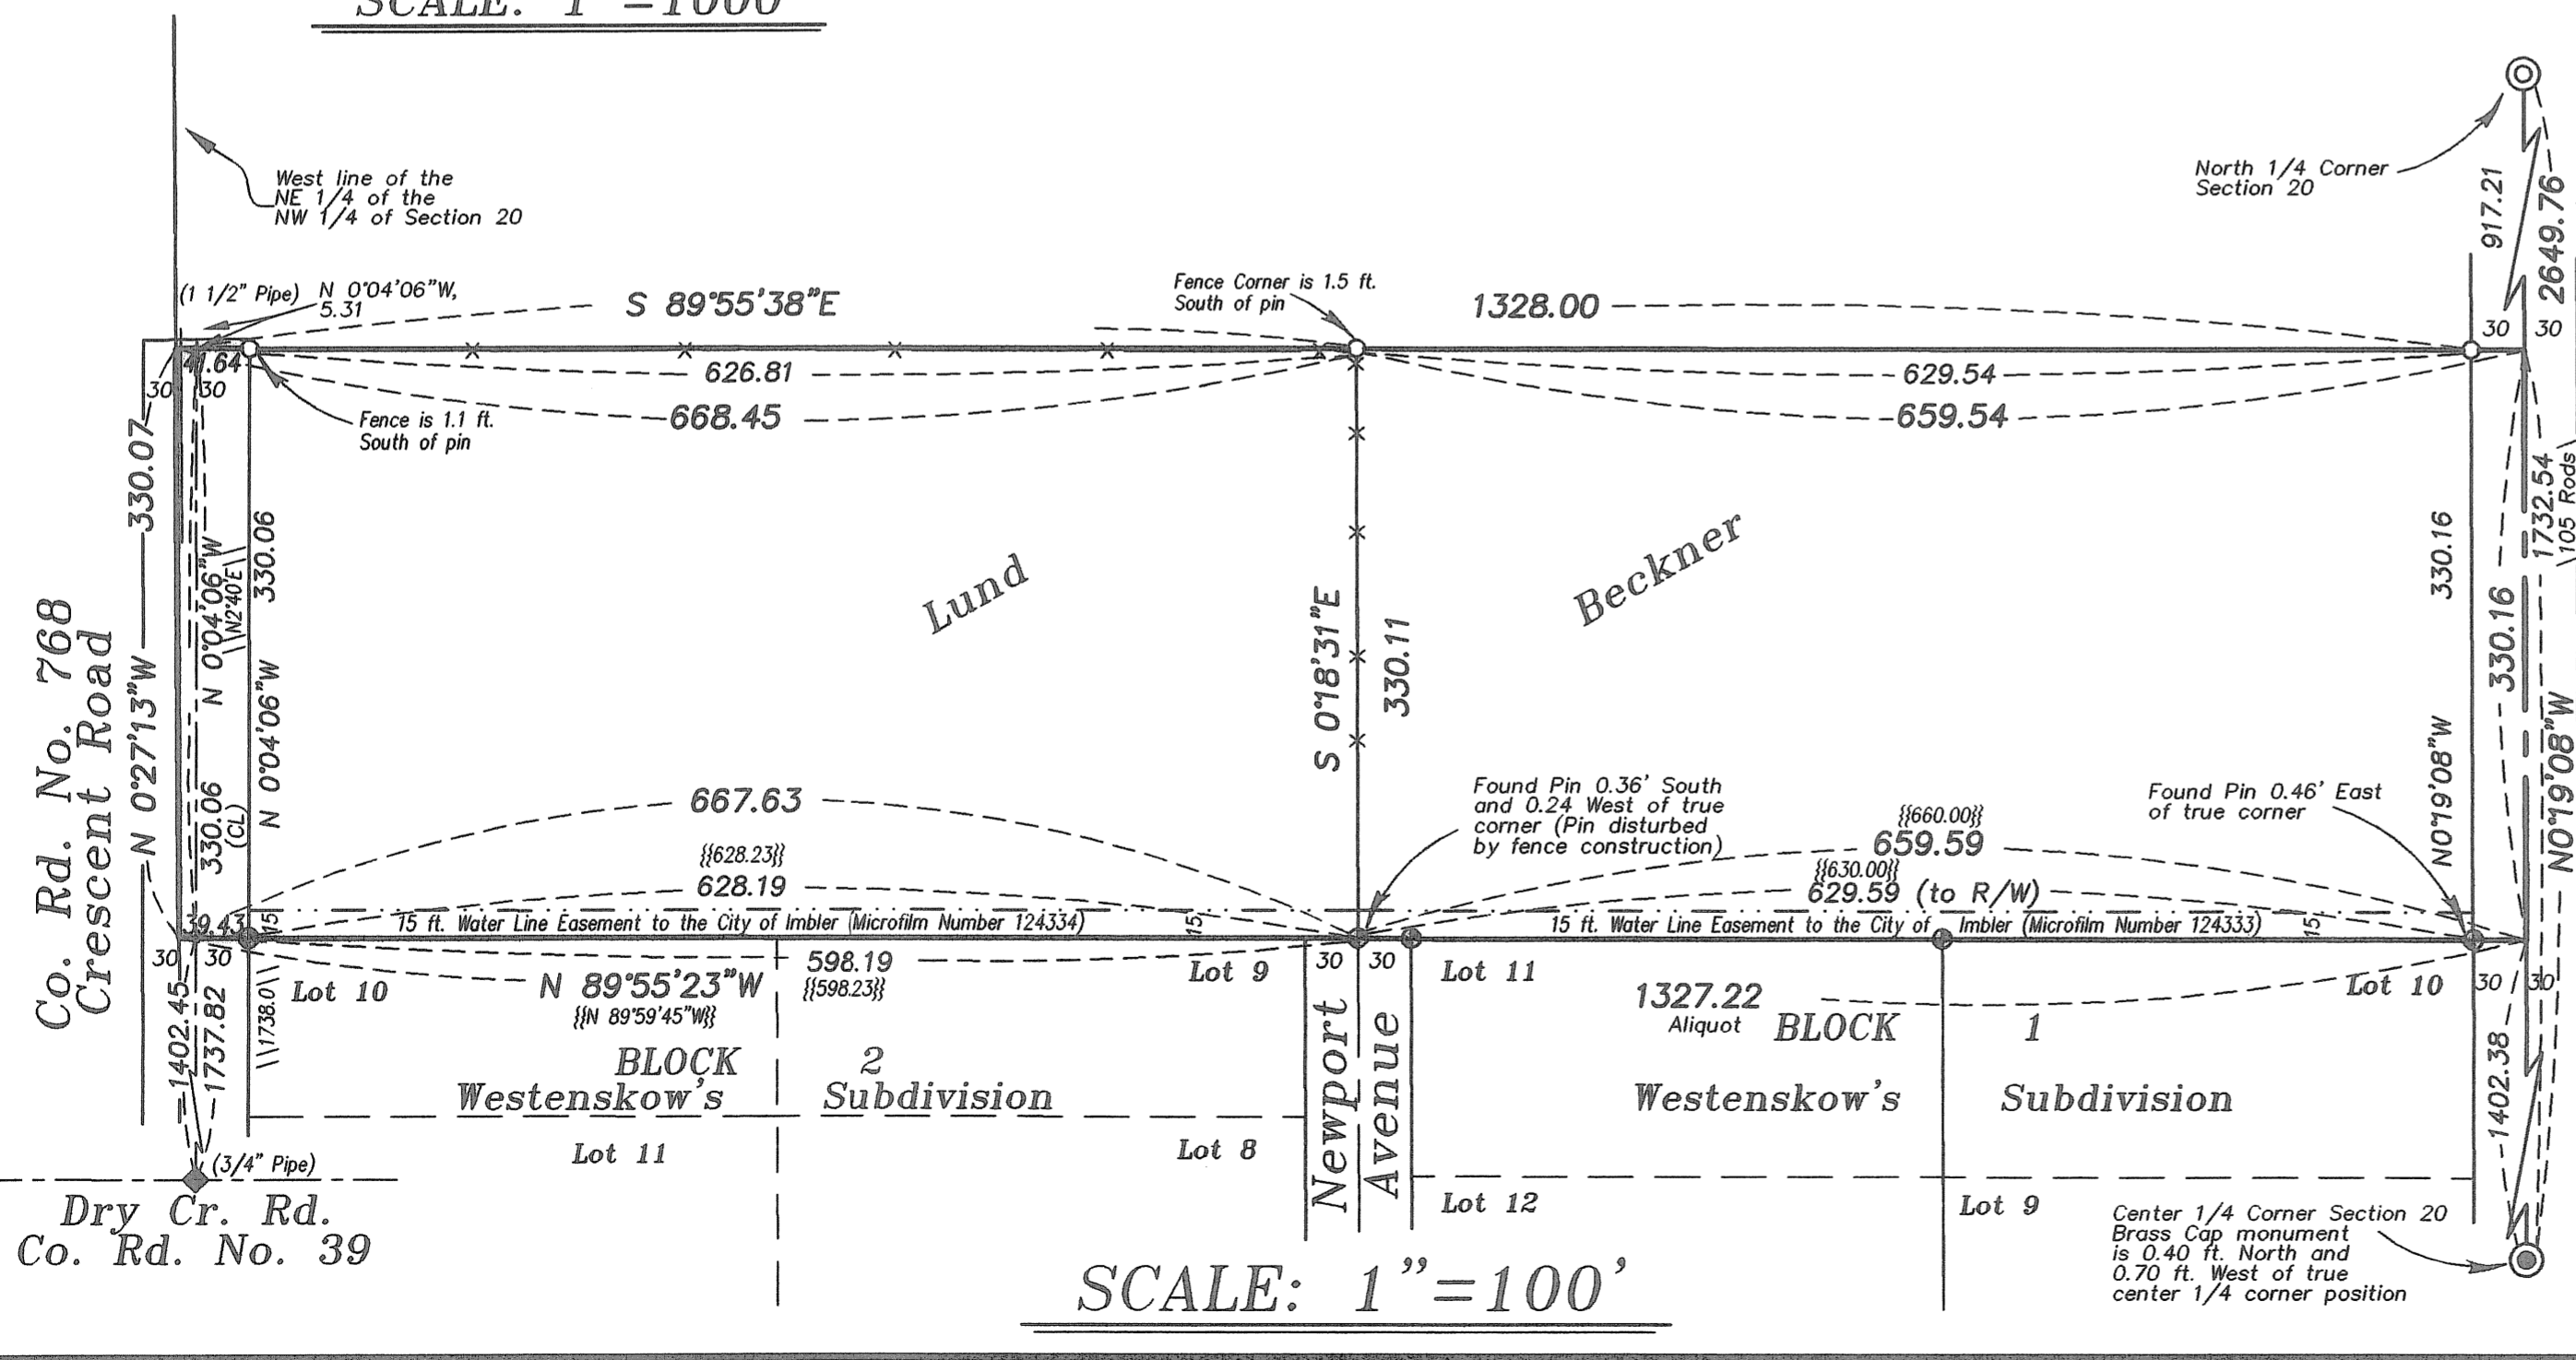 SCALE: 1"=1000'
West line of the
NE 1/4 of the
NW 1/4 of Section 20
North 1/4 Corner
Section 20
917.21
2649.76
(1 1/2" Pipe)
N 0°04'06"W,
5.31
S 89°55'38"E
Fence Corner is 1.5 ft.
South of pin
1328.00
30
30
41.64
30
30
626.81
668.45
629.54
659.54
Fence is 1.1 ft.
South of pin
330.07
N 0°27'13"W
Co. Rd. No. 768
Crescent Road
N 0°04'06"W
\\N2°40'E\\
330.06
(CL)
330.06
N 0°04'06"W
Lund
Beckner
S 0°18'31"E
330.11
330.16
N0°19'08"W
330.16
1732.54
\105 Rods
N0°19'08"W
667.63
{{628.23}}
628.19
Found Pin 0.36' South
and 0.24 West of true
corner (Pin disturbed
by fence construction)
{{660.00}}
659.59
{{630.00}}
629.59 (to R/W)
Found Pin 0.46' East
of true corner
39.43
15
15 ft. Water Line Easement to the City of Imbler (Microfilm Number 124334)
15
15 ft. Water Line Easement to the City of Imbler (Microfilm Number 124333)
15
30
30
1402.45
1737.82
\\1738.0\\
Lot 10
N 89°55'23"W
{{N 89°59'45"W}}
598.19
{{598.23}}
Lot 9
30
30
Lot 11
1327.22
Aliquot
Lot 10
30
30
1402.38
BLOCK 2
Westenskow's Subdivision
BLOCK 1
Westenskow's Subdivision
Newport
Avenue
Lot 11
Lot 8
Lot 12
Lot 9
(3/4" Pipe)
Dry Cr. Rd.
Co. Rd. No. 39
Center 1/4 Corner Section 20
Brass Cap monument
is 0.40 ft. North and
0.70 ft. West of true
center 1/4 corner position
SCALE: 1"=100'